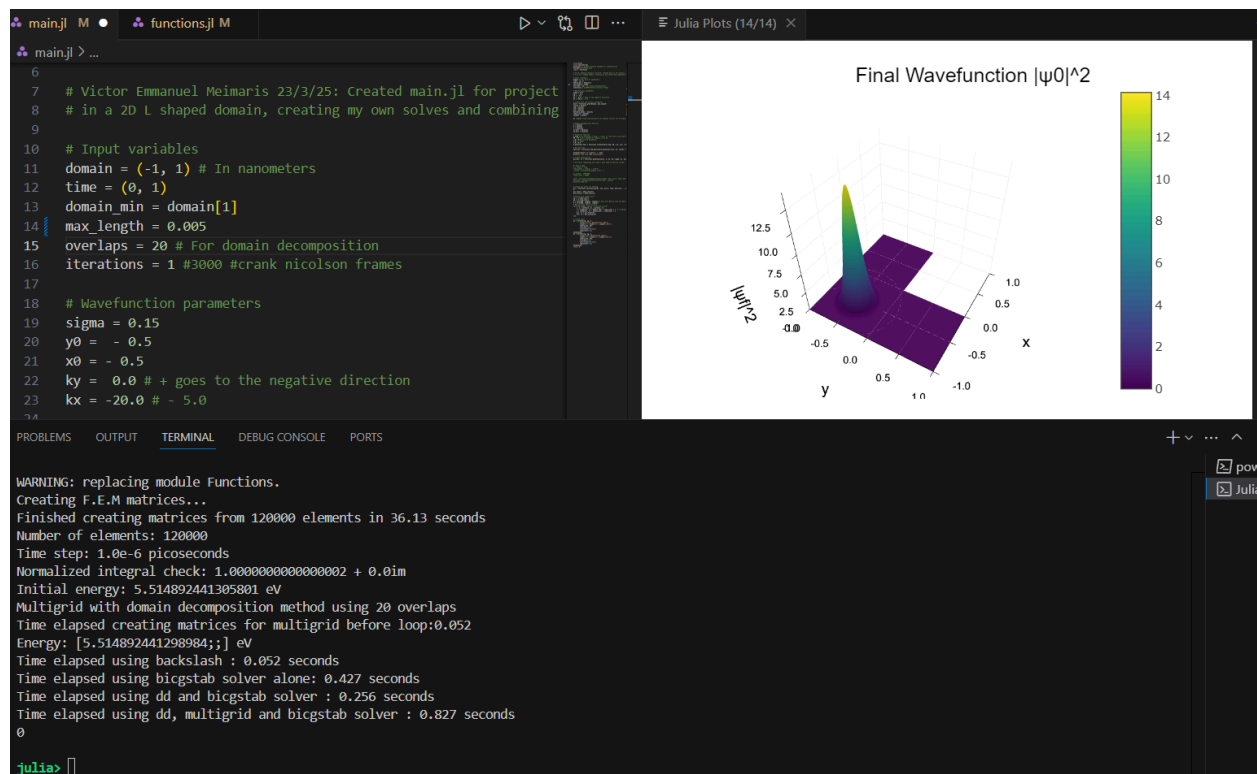 main.jl M
functions.jl M
Julia Plots (14/14)
main.jl > ...
6
7 # Victor Emmanuel Meimaris 23/3/25: Created main.jl for project
8 # in a 2D L shaped domain, creating my own solves and combining
9
10 # Input variables
11 domain = (-1, 1) # In nanometers
12 time = (0, 1)
13 domain_min = domain[1]
14 max_length = 0.005
15 overlaps = 20 # For domain decomposition
16 iterations = 1 #3000 #crank nicolson frames
17
18 # Wavefunction parameters
19 sigma = 0.15
20 y0 = - 0.5
21 x0 = - 0.5
22 ky = 0.0 # + goes to the negative direction
23 kx = -20.0 # - 5.0
24
Final Wavefunction |ψ0|^2
12.5
10.0
7.5
5.0
2.5
|ψf|^2
-0.5
0.0
0.5
1.0
y
1.0
0.5
0.0
-0.5
-1.0
x
14
12
10
8
6
4
2
0
PROBLEMS OUTPUT TERMINAL DEBUG CONSOLE PORTS
pow
Julia
WARNING: replacing module Functions.
Creating F.E.M matrices...
Finished creating matrices from 120000 elements in 36.13 seconds
Number of elements: 120000
Time step: 1.0e-6 picoseconds
Normalized integral check: 1.0000000000000002 + 0.0im
Initial energy: 5.514892441305801 eV
Multigrid with domain decomposition method using 20 overlaps
Time elapsed creating matrices for multigrid before loop:0.052
Energy: [5.514892441298984;;] eV
Time elapsed using backslash : 0.052 seconds
Time elapsed using bicgstab solver alone: 0.427 seconds
Time elapsed using dd and bicgstab solver : 0.256 seconds
Time elapsed using dd, multigrid and bicgstab solver : 0.827 seconds
0
julia>